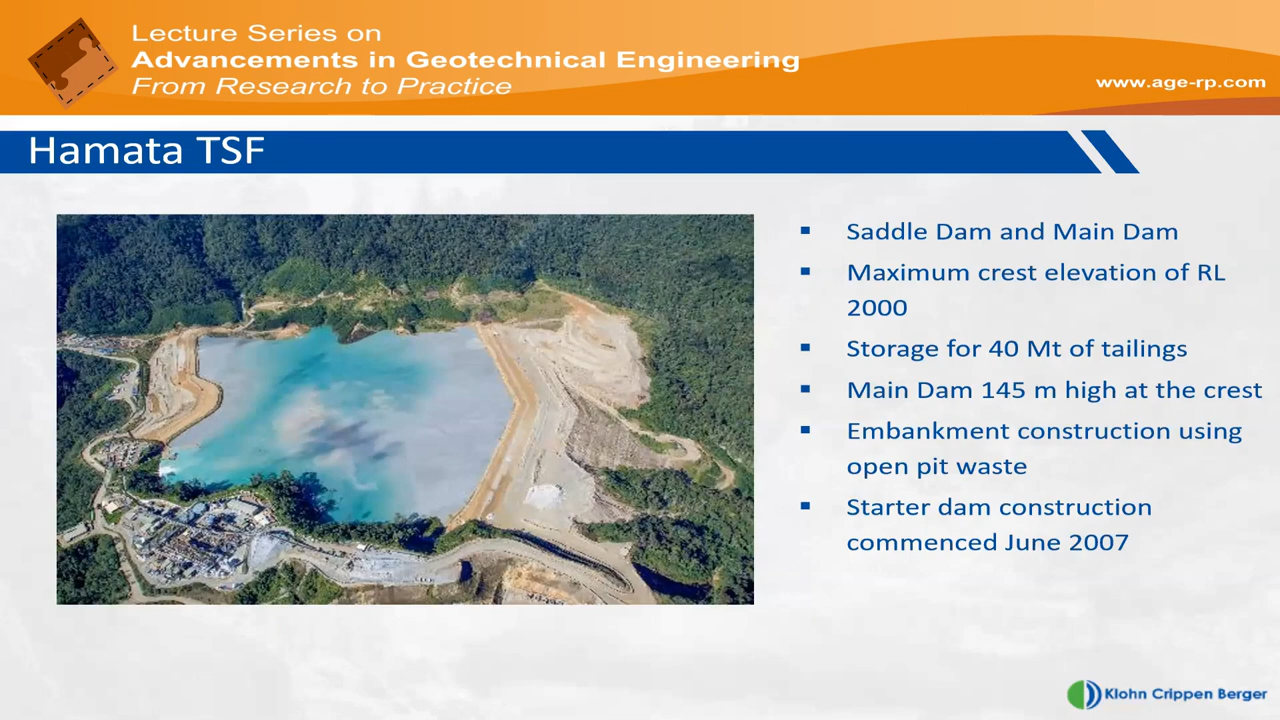 Lecture Series on
Advancements in Geotechnical Engineering
From Research to Practice
www.age-rp.com
Hamata TSF
▪ Saddle Dam and Main Dam
▪ Maximum crest elevation of RL
2000
▪ Storage for 40 Mt of tailings
▪ Main Dam 145 m high at the crest
▪ Embankment construction using
open pit waste
▪ Starter dam construction
commenced June 2007
Klohn Crippen Berger